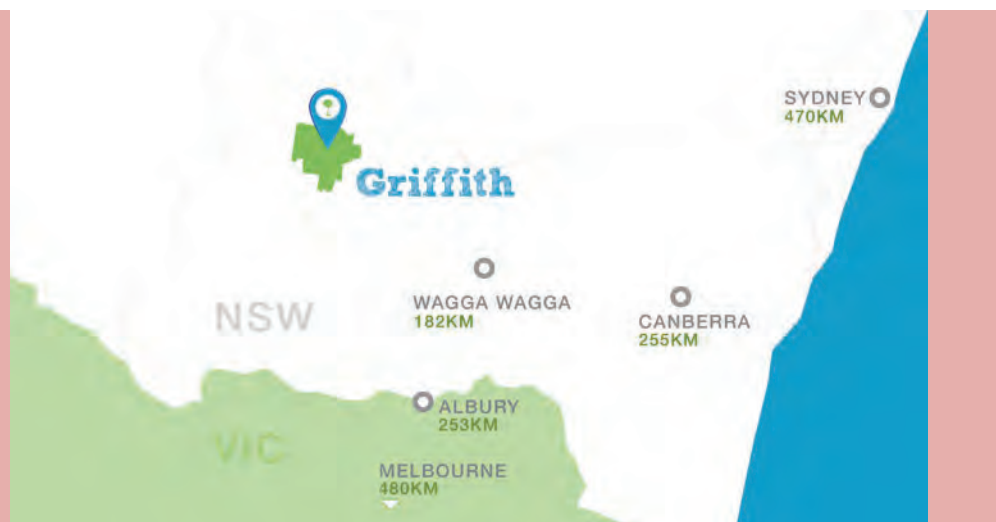 SYDNEY
470KM
Griffith
WAGGA WAGGA
182KM
NSW
CANBERRA
255KM
ALBURY
253KM
VIC
MELBOURNE
480KM